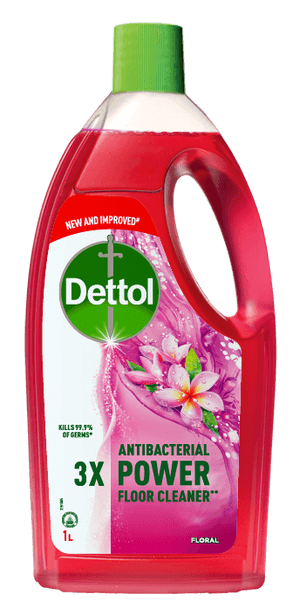 NEW AND IMPROVED#
Dettol
KILLS 99.9%
OF GERMS*
ANTIBACTERIAL
3X POWER
FLOOR CLEANER**
1L
FLORAL